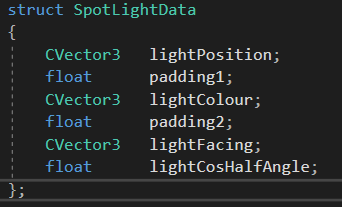 struct SpotLightData
{
CVector3 lightPosition;
float padding1;
CVector3 lightColour;
float padding2;
CVector3 lightFacing;
float lightCosHalfAngle;
};